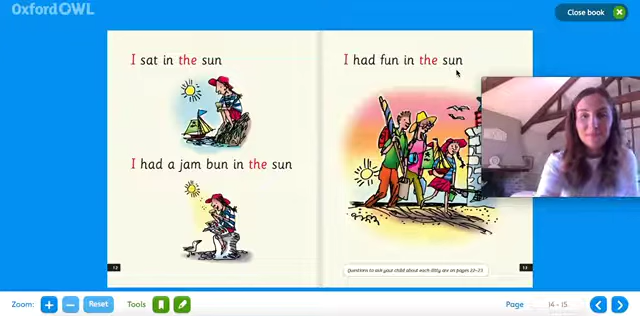 Oxford OWL
Close book
I sat in the sun
I had a jam bun in the sun
I had fun in the sun
Questions to ask your child about each ditty are on pages 22-23
Zoom:
Reset
Tools
Page
14 - 15